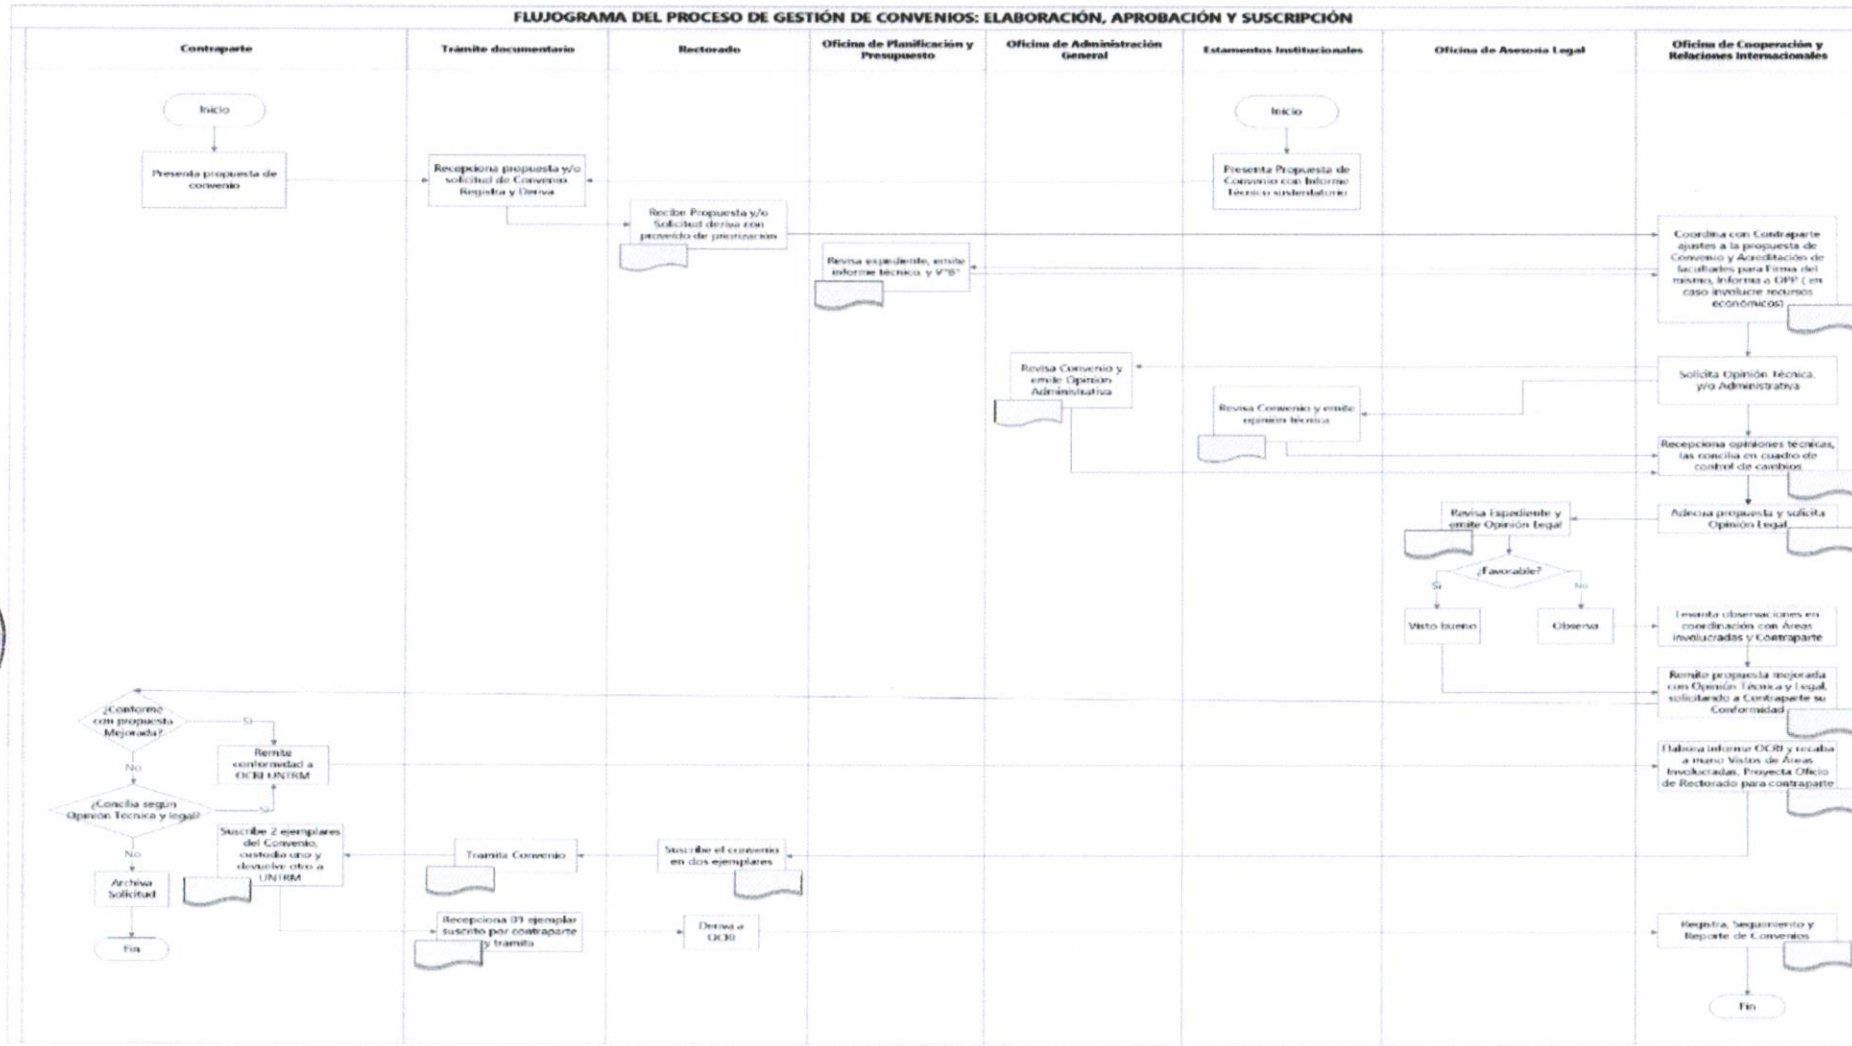 FLUJOGRAMA DEL PROCESO DE GESTIÓN DE CONVENIOS: ELABORACIÓN, APROBACIÓN Y SUSCRIPCIÓN
Contraparte
Trámite documentario
Rectorado
Oficina de Planificación y
Presupuesto
Oficina de Administración
General
Estamentos Institucionales
Oficina de Asesoría Legal
Oficina de Cooperación y
Relaciones Internacionales
Inicio
Inicio
Presenta propuesta de
convenio
Recepciona propuesta y/o
solicitud de Convenio
Registra y Deriva
Presenta Propuesta de
Convenio con Informe
Técnico sustentatorio
Recibe Propuesta y/o
Solicitud deriva con
proveído de priorización
Revisa expediente, emite
informe técnico. y V°B°
Coordina con Contraparte
ajustes a la propuesta de
Convenio y Acreditación de
facultades para Firma del
mismo, Informa a OPP ( en
caso involucre recursos
económicos)
Revisa Convenio y
emite Opinión
Administrativa
Solicita Opinión Técnica.
y/o Administrativa
Revisa Convenio y emite
opinión técnica
Recepciona opiniones técnicas,
las concilia en cuadro de
control de cambios
Revisa Expediente y
emite Opinión Legal
Adecua propuesta y solicita
Opinión Legal
¿Favorable?
Si
No
Visto bueno
Observa
Levanta observaciones en
coordinación con Áreas
involucradas y Contraparte
Remite propuesta mejorada
con Opinión Técnica y Legal,
solicitando a Contraparte su
Conformidad
¿Conforme
con propuesta
Mejorada?
Si
Remite
conformidad a
OCRI UNTRM
No
¿Concilia según
Opinión Técnica y legal?
Si
Elabora Informe OCRI y recaba
a mano Vistos de Áreas
Involucradas, Proyecta Oficio
de Rectorado para contraparte
No
Archiva
Solicitud
Fin
Suscribe 2 ejemplares
del Convenio,
custodia uno y
devuelve otro a
UNTRM
Tramita Convenio
Suscribe el convenio
en dos ejemplares
Recepciona 01 ejemplar
suscrito por contraparte
y tramita
Deriva a
OCRI
Registra, Seguimiento y
Reporte de Convenios
Fin